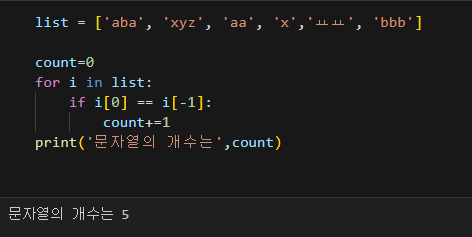 list = ['aba', 'xyz', 'aa', 'x','ㅛㅛ', 'bbb']
count=0
for i in list:
if i[0] == i[-1]:
count+=1
print('문자열의 개수는',count)
문자열의 개수는 5